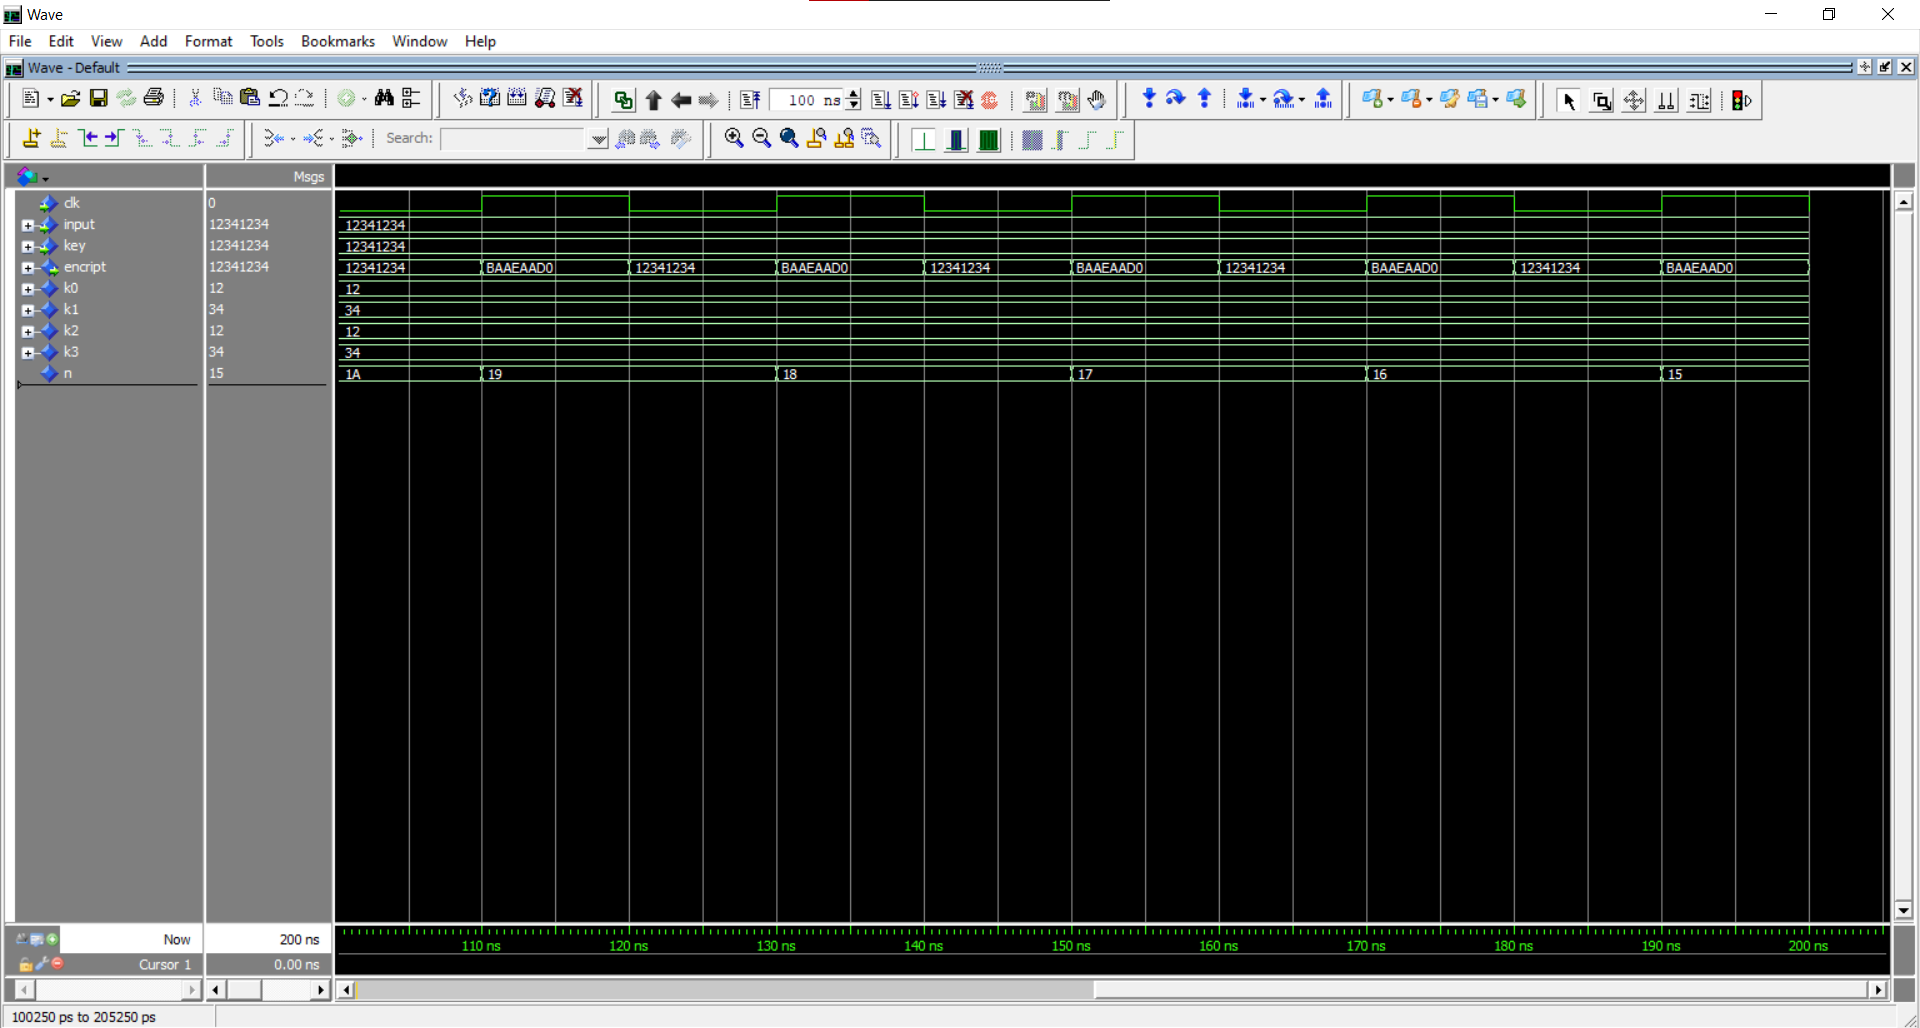 Wave
File Edit View Add Format Tools Bookmarks Window Help
Wave - Default
100 ns
Search:
Msgs
clk 0
input 12341234 12341234
key 12341234 12341234
encript 12341234 12341234 BAAEAAD0 12341234 BAAEAAD0 12341234 BAAEAAD0 12341234 BAAEAAD0 12341234 BAAEAAD0
k0 12 12
k1 34 34
k2 12 12
k3 34 34
n 15 1A 19 18 17 16 15
Now 200 ns
110 ns 120 ns 130 ns 140 ns 150 ns 160 ns 170 ns 180 ns 190 ns 200 ns
Cursor 1 0.00 ns
100250 ps to 205250 ps